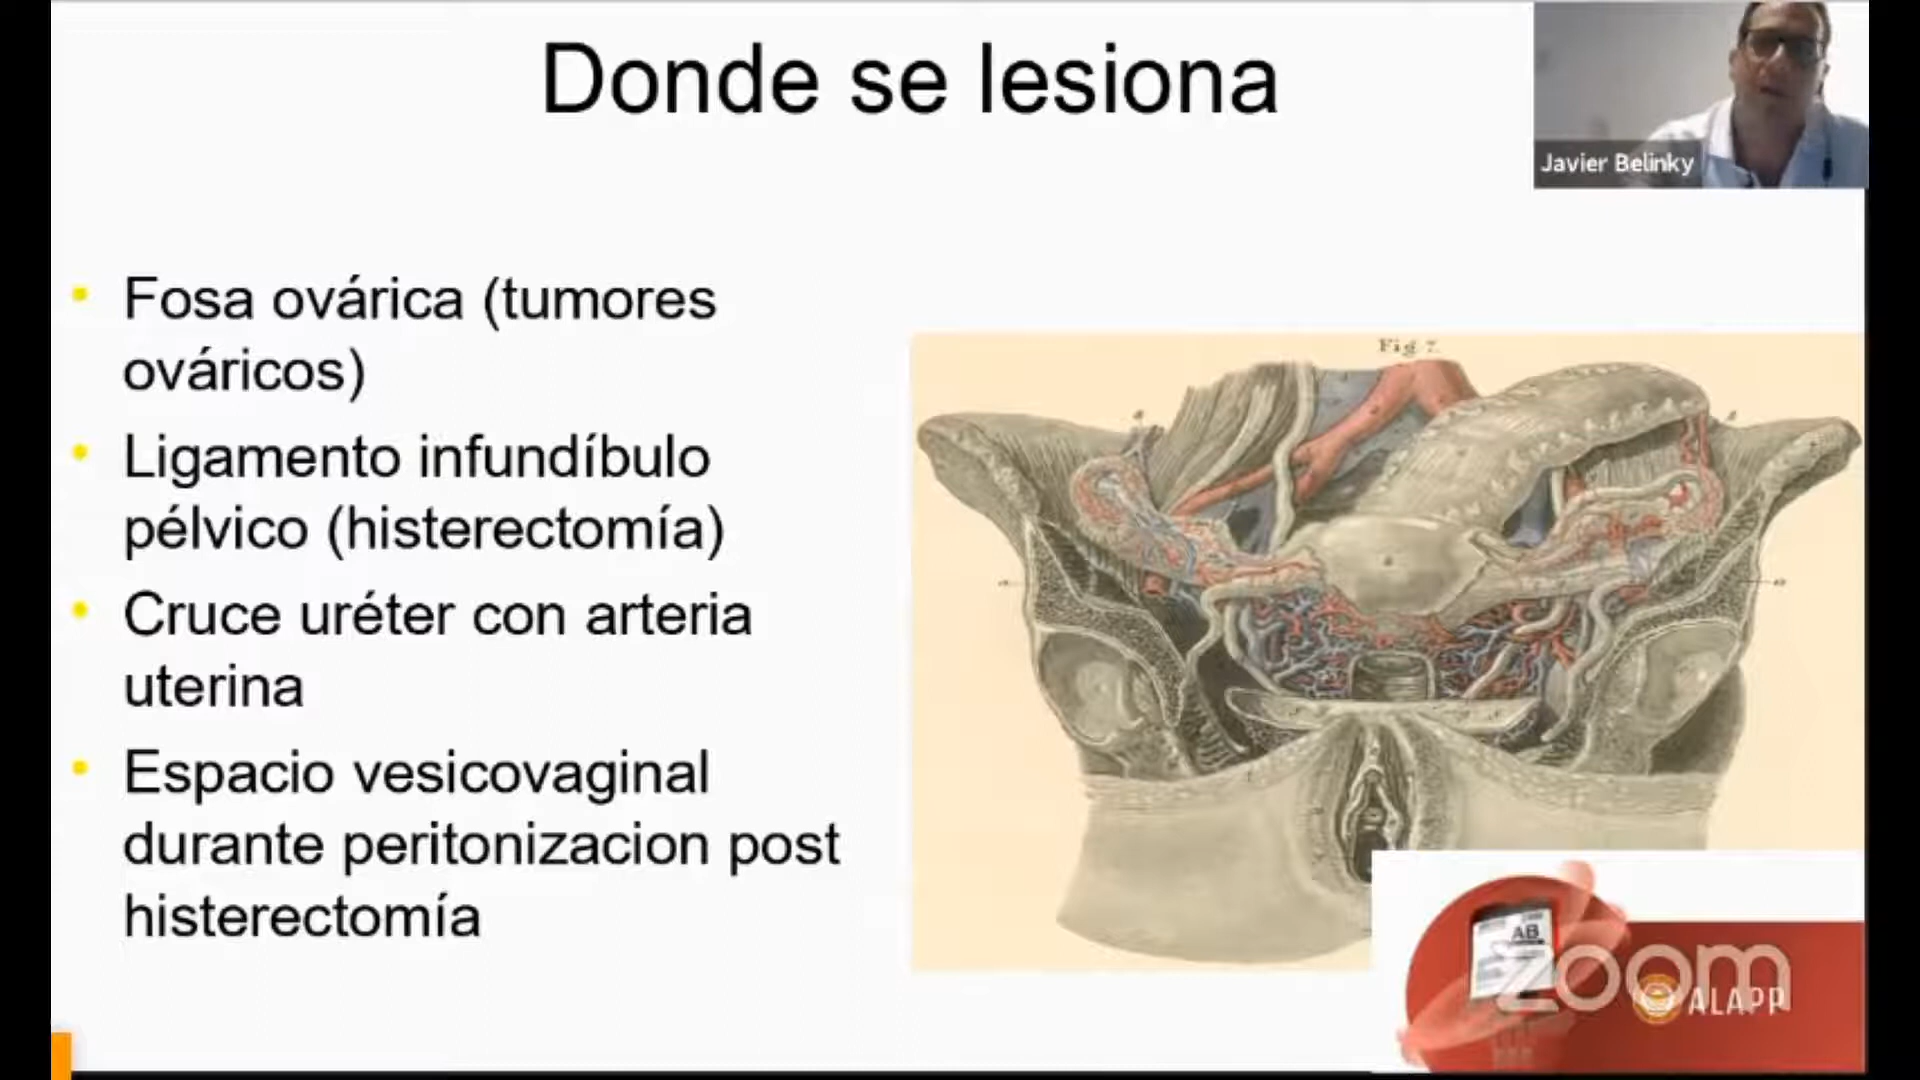 Donde se lesiona
Javier Belinky
Fosa ovárica (tumores
ováricos)
Ligamento infundíbulo
pélvico (histerectomía)
Cruce uréter con arteria
uterina
Espacio vesicovaginal
durante peritonizacion post
histerectomía
Fig 7.
AB
zoom
ALAPP